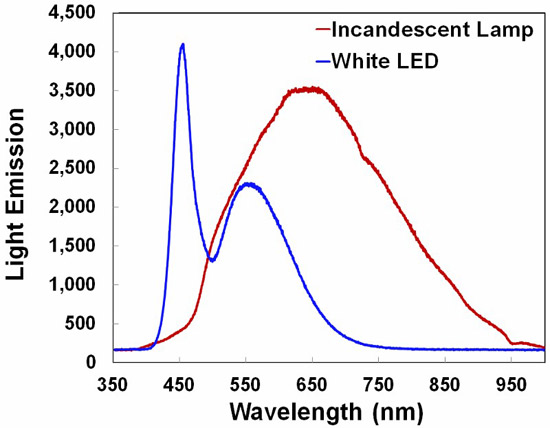 4,500
4,000
3,500
3,000
2,500
2,000
1,500
1,000
500
0
Light Emission
Incandescent Lamp
White LED
350 450 550 650 750 850 950
Wavelength (nm)